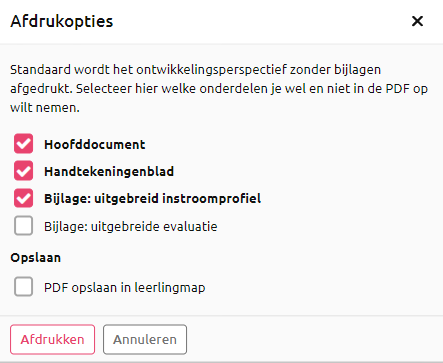 Afdrukopties
Standaard wordt het ontwikkelingsperspectief zonder bijlagen
afgedrukt. Selecteer hier welke onderdelen je wel en niet in de PDF op
wilt nemen.
Hoofddocument
Handtekeningenblad
Bijlage: uitgebreid instroomprofiel
Bijlage: uitgebreide evaluatie
Opslaan
PDF opslaan in leerlingmap
Afdrukken Annuleren